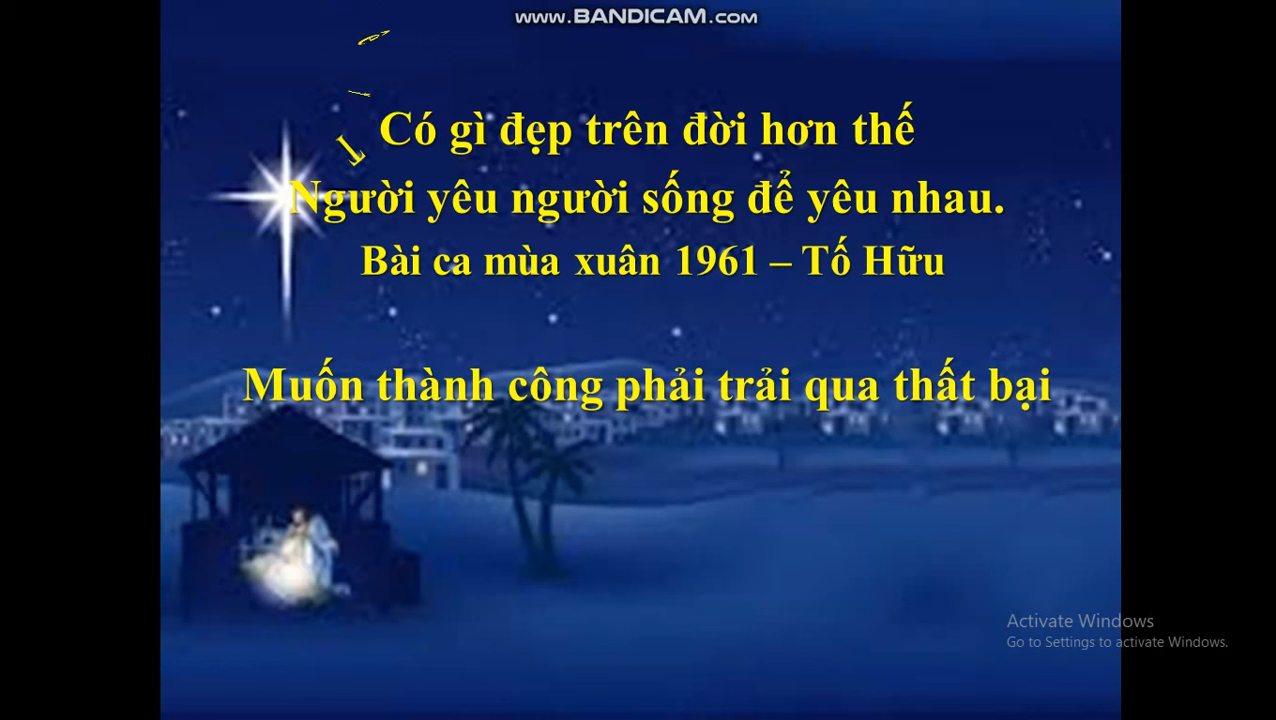 www.BANDICAM.com
Có gì đẹp trên đời hơn thế
Người yêu người sống để yêu nhau.
Bài ca mùa xuân 1961 – Tố Hữu
Muốn thành công phải trải qua thất bại
Activate Windows
Go to Settings to activate Windows.